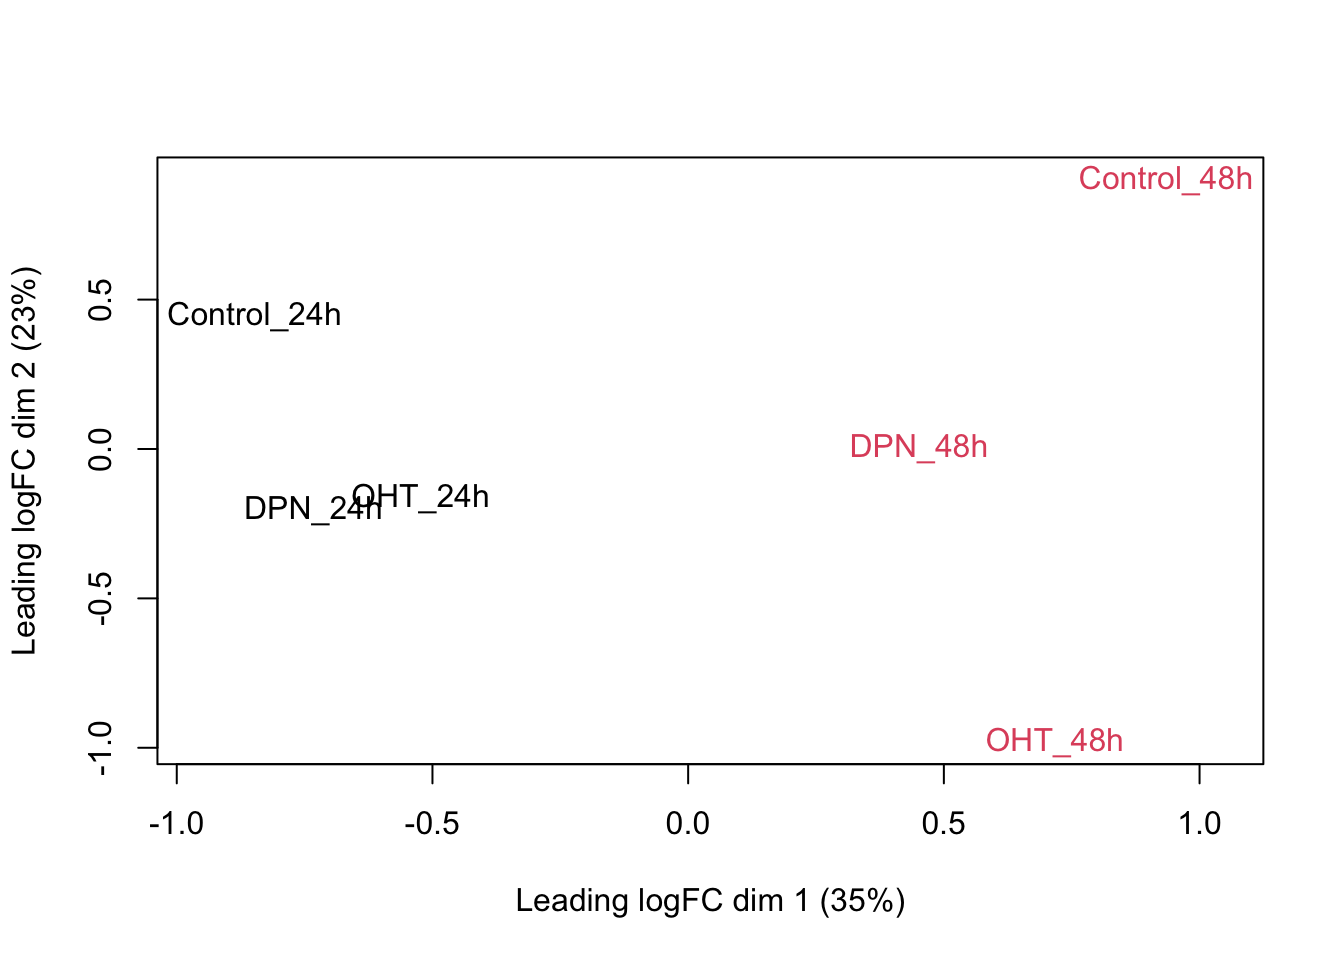 Control_48h
Control_24h
DPN_48h
OHT_24h
DPN_24h
OHT_48h
Leading logFC dim 2 (23%)
0.5
0.0
-0.5
-1.0
-1.0 -0.5 0.0 0.5 1.0
Leading logFC dim 1 (35%)